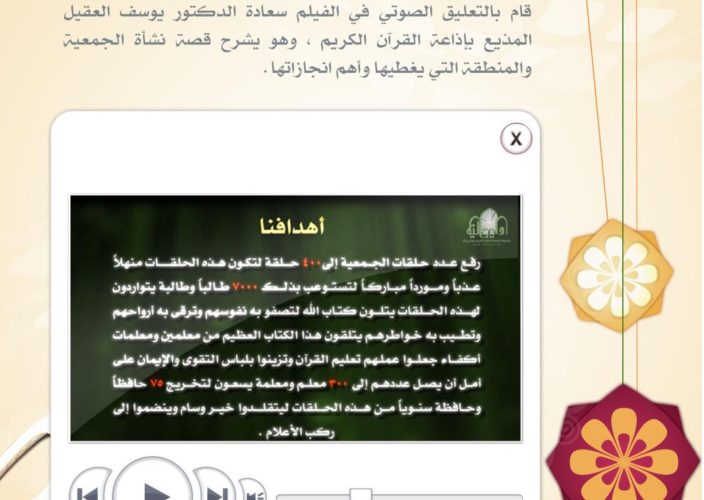 قام بالتعليق الصوتي في الفيلم سعادة الدكتور يوسف العقيل
المذيع بإذاعة القرآن الكريم ، وهو يشرح قصة نشأة الجمعية
والمنطقة التي يغطيها وأهم انجازاتها .
X
أهدافنا
رفع عدد حلقات الجمعية إلى ٤٠٠ حلقة لتكون هذه الحلقات منهلاً
عذباً ومورداً مباركاً لتستوعب بذلك ٧٠٠٠ طالباً وطالبة يتواردون
لهذه الحلقات يتلون كتاب الله لتصفو به نفوسهم وترقى به أرواحهم
وتطيب به خواطرهم يتلقون هذا الكتاب العظيم من معلمين ومعلمات
أكفاء جعلوا عملهم تعليم القرآن وتزينوا بلباس التقوى والإيمان على
أمل أن يصل عددهم إلى ٣٠٠ معلم ومعلمة يسعون لتخريج ٧٥ حافظاً
وحافظة سنوياً من هذه الحلقات ليتقلدوا خير وسام وينضموا إلى
ركب الأعلام .